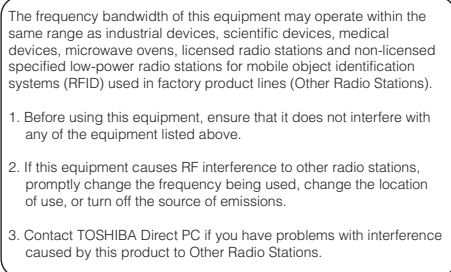 The frequency bandwidth of this equipment may operate within the
same range as industrial devices, scientific devices, medical
devices, microwave ovens, licensed radio stations and non-licensed
specified low-power radio stations for mobile object identification
systems (RFID) used in factory product lines (Other Radio Stations).
1. Before using this equipment, ensure that it does not interfere with
any of the equipment listed above.
2. If this equipment causes RF interference to other radio stations,
promptly change the frequency being used, change the location
of use, or turn off the source of emissions.
3. Contact TOSHIBA Direct PC if you have problems with interference
caused by this product to Other Radio Stations.